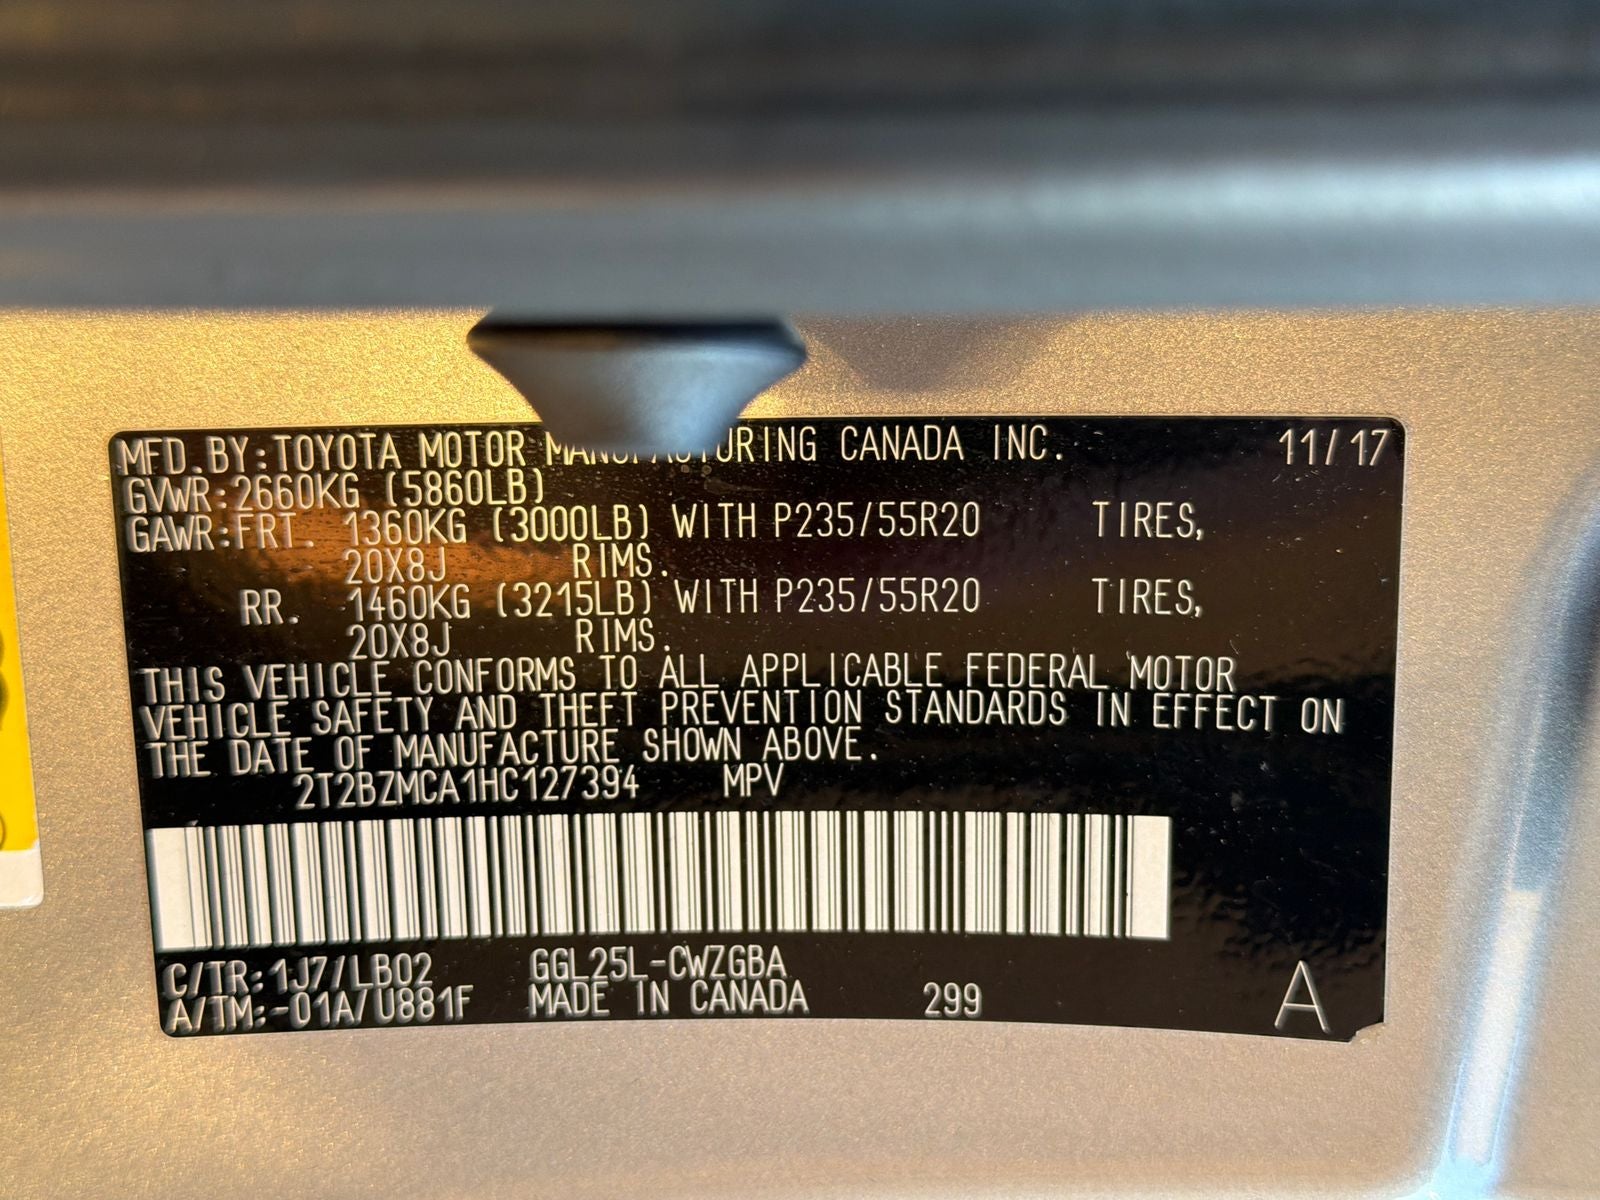 MFD.BY:TOYOTA MOTOR MANUFACTURING CANADA INC. 11/17
GVWR:2660KG (5860LB)
GAWR:FRT. 1360KG (3000LB) WITH P235/55R20 TIRES,
20X8J RIMS.
RR. 1460KG (3215LB) WITH P235/55R20 TIRES,
20X8J RIMS.
THIS VEHICLE CONFORMS TO ALL APPLICABLE FEDERAL MOTOR
VEHICLE SAFETY AND THEFT PREVENTION STANDARDS IN EFFECT ON
THE DATE OF MANUFACTURE SHOWN ABOVE.
2T2BZMCA1HC127394 MPV
C/TR:1J7/LB02 GGL25L-CWZGBA
A/TM:-01A/U881F MADE IN CANADA 299 A